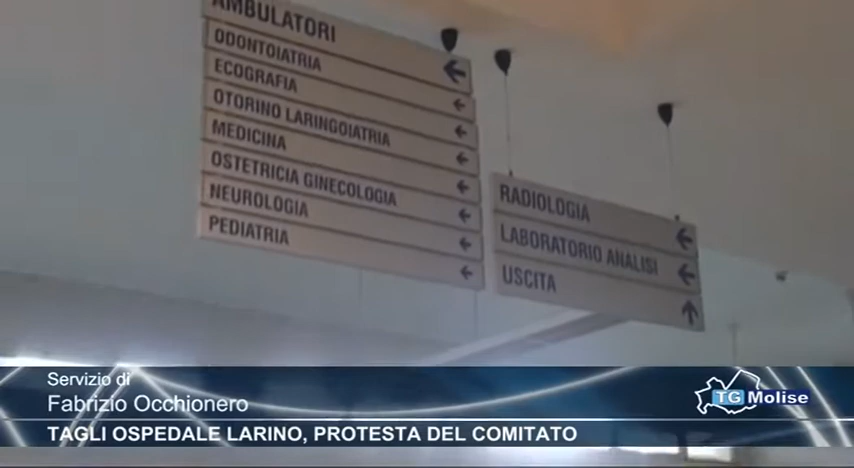 AMBULATORI
ODONTOIATRIA
ECOGRAFIA
OTORINO LARINGOIATRIA
MEDICINA
OSTETRICIA GINECOLOGIA
NEUROLOGIA
PEDIATRIA
RADIOLOGIA
LABORATORIO ANALISI
USCITA
Servizio di
Fabrizio Occhionero
TAGLI OSPEDALE LARINO, PROTESTA DEL COMITATO
TG Molise